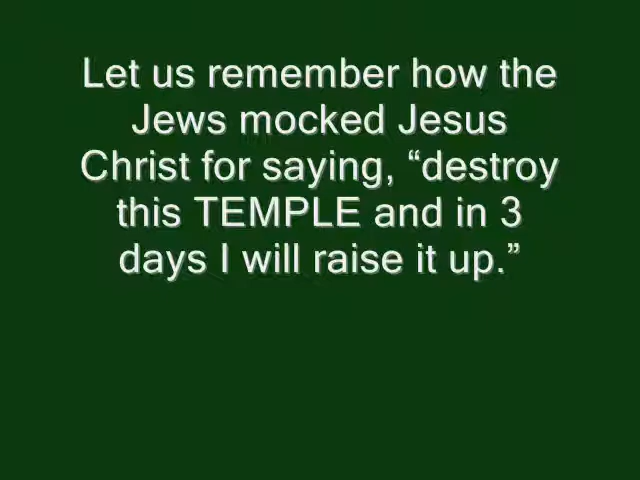 Let us remember how the
Jews mocked Jesus
Christ for saying, “destroy
this TEMPLE and in 3
days I will raise it up.”